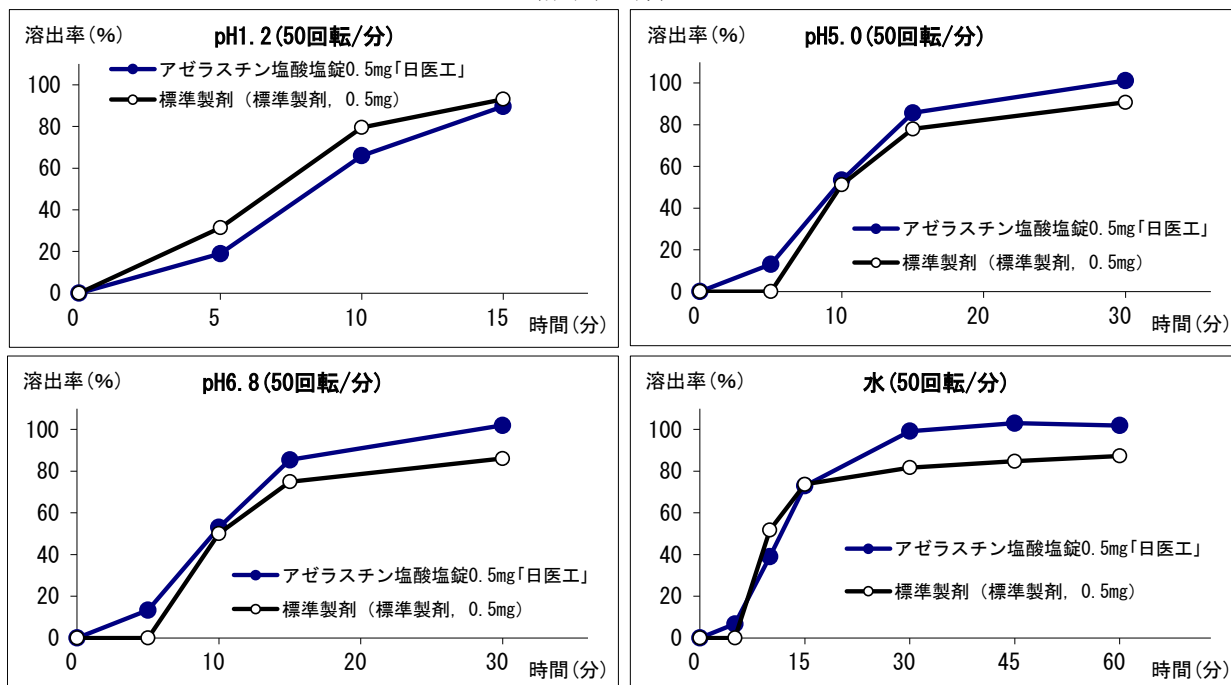 溶出率(%)
pH1.2(50回転/分)
アゼラスチン塩酸塩錠0.5mg「日医工」
標準製剤 (標準製剤, 0.5mg)
100
80
60
40
20
0
0 5 10 15
時間(分)
溶出率(%)
pH5.0(50回転/分)
100
80
60
40
20
0
アゼラスチン塩酸塩錠0.5mg「日医工」
標準製剤 (標準製剤, 0.5mg)
0 10 20 30
時間(分)
溶出率(%)
pH6.8(50回転/分)
100
80
60
40
20
0
アゼラスチン塩酸塩錠0.5mg「日医工」
標準製剤 (標準製剤, 0.5mg)
0 10 20 30
時間(分)
溶出率(%)
水(50回転/分)
100
80
60
40
20
0
アゼラスチン塩酸塩錠0.5mg「日医工」
標準製剤 (標準製剤, 0.5mg)
0 15 30 45 60
時間(分)